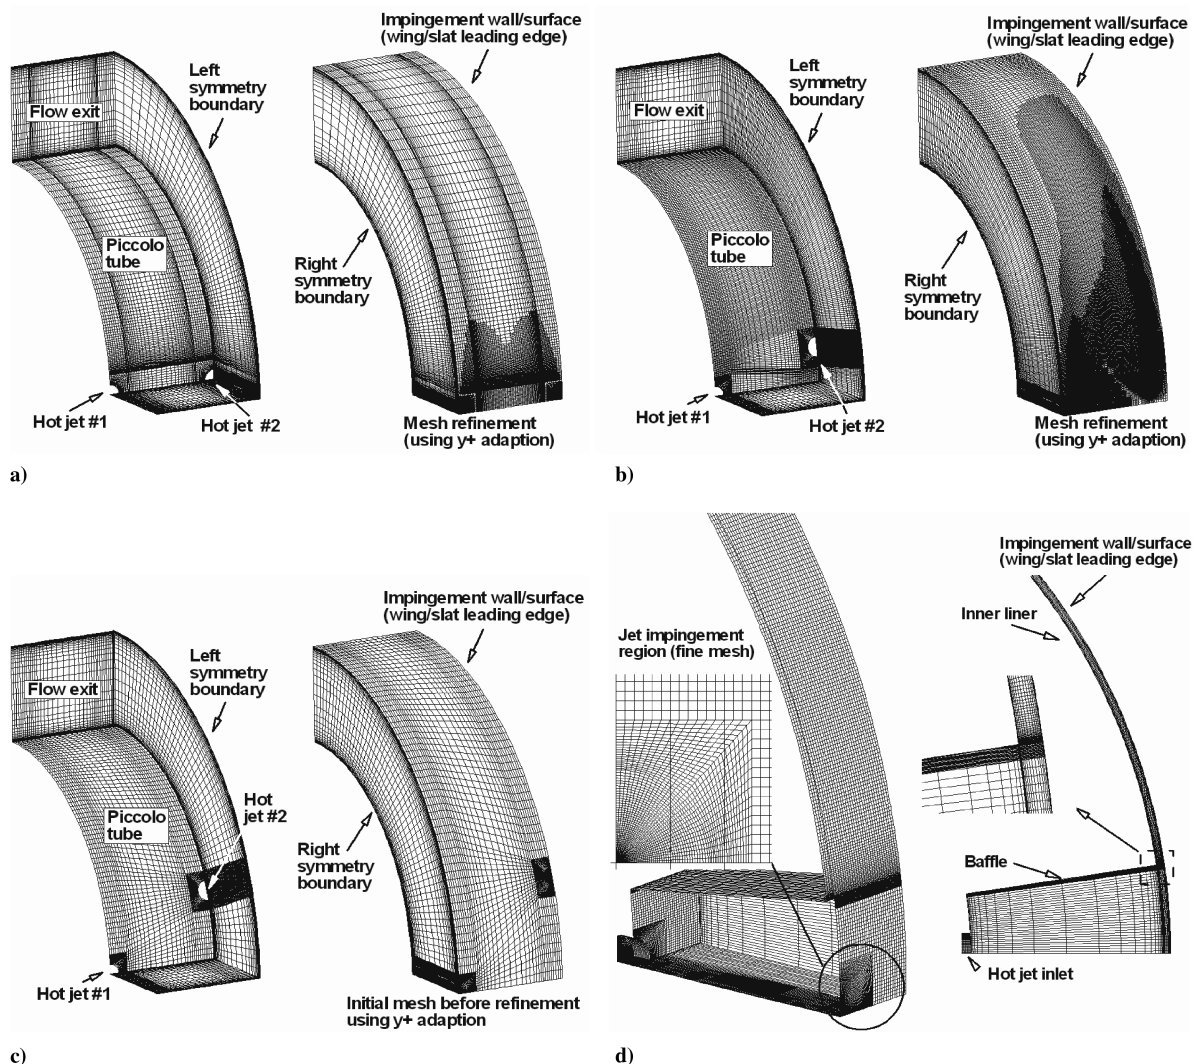 Impingement wall/surface
(wing/slat leading edge)
Left
symmetry
boundary
Flow exit
Piccolo
tube
Right
symmetry
boundary
Hot jet #1
Hot jet #2
Mesh refinement
(using y+ adaption)
a)
Impingement wall/surface
(wing/slat leading edge)
Left
symmetry
boundary
Flow exit
Piccolo
tube
Right
symmetry
boundary
Hot jet #1
Hot jet #2
Mesh refinement
(using y+ adaption)
b)
Impingement wall/surface
(wing/slat leading edge)
Left
symmetry
boundary
Flow exit
Hot
jet #2
Piccolo
tube
Right
symmetry
boundary
Hot jet #1
Initial mesh before refinement
using y+ adaption
c)
Impingement wall/surface
(wing/slat leading edge)
Inner liner
Jet impingement
region (fine mesh)
Baffle
Hot jet inlet
d)